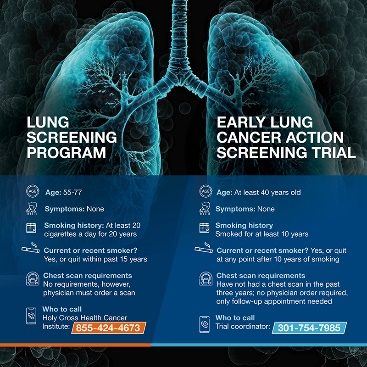 LUNG
SCREENING
PROGRAM
AGE
Age: 55-77
Symptoms: None
Smoking history: At least 20
cigarettes a day for 20 years
Current or recent smoker?
Yes, or quit within past 15 years
Chest scan requirements
No requirements, however,
physician must order a scan
Who to call
Holy Cross Health Cancer
Institute: 855-424-4673
EARLY LUNG
CANCER ACTION
SCREENING TRIAL
AGE
Age: At least 40 years old
Symptoms: None
Smoking history
Smoked for at least 10 years
Current or recent smoker? Yes, or quit
at any point after 10 years of smoking
Chest scan requirements
Have not had a chest scan in the past
three years; no physician order required,
only follow-up appointment needed
Who to call
Trial coordinator: 301-754-7985